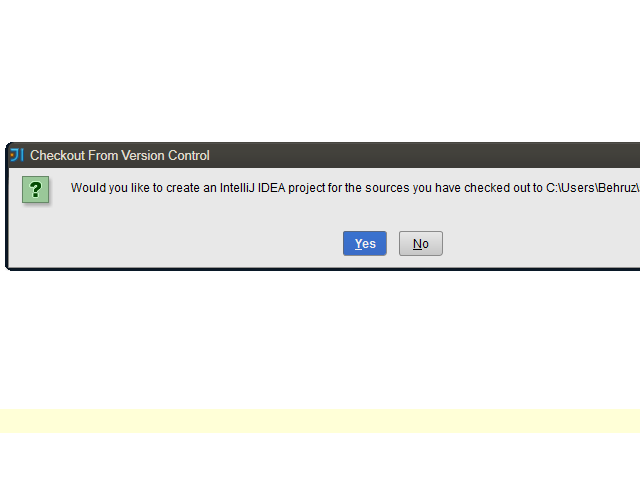 Checkout From Version Control
Would you like to create an IntelliJ IDEA project for the sources you have checked out to C:\Users\Behruz\
Yes No